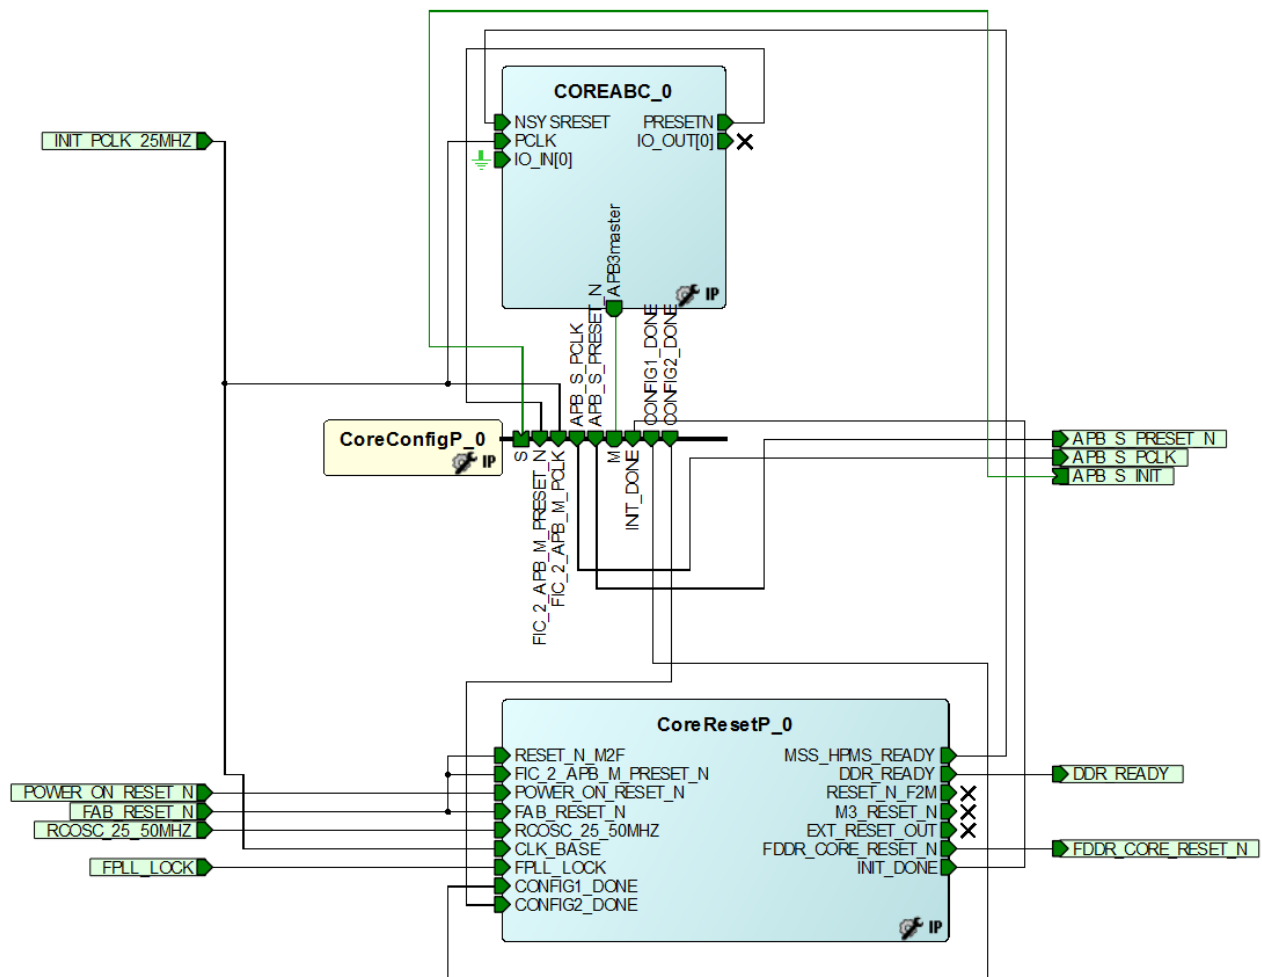 COREABC_0
NSYSRESET
PRESETN
PCLK
IO_OUT[0]
IO_IN[0]
APB3master
IP
INIT_PCLK_25MHZ
APB_S_PCLK
APB_S_PRESET_N
CONFIG1_DONE
CONFIG2_DONE
CoreConfigP_0
IP
S
FIC_2_APB_M_PRESET_N
FIC_2_APB_M_PCLK
M
INIT_DONE
APB_S_PRESET_N
APB_S_PCLK
APB_S_INIT
CoreResetP_0
RESET_N_M2F
MSS_HPMS_READY
FIC_2_APB_M_PRESET_N
DDR_READY
DDR_READY
POWER_ON_RESET_N
POWER_ON_RESET_N
RESET_N_F2M
FAB_RESET_N
FAB_RESET_N
M3_RESET_N
RCOSC_25_50MHZ
RCOSC_25_50MHZ
EXT_RESET_OUT
CLK_BASE
FDDR_CORE_RESET_N
FDDR_CORE_RESET_N
FPLL_LOCK
FPLL_LOCK
INIT_DONE
CONFIG1_DONE
CONFIG2_DONE
IP